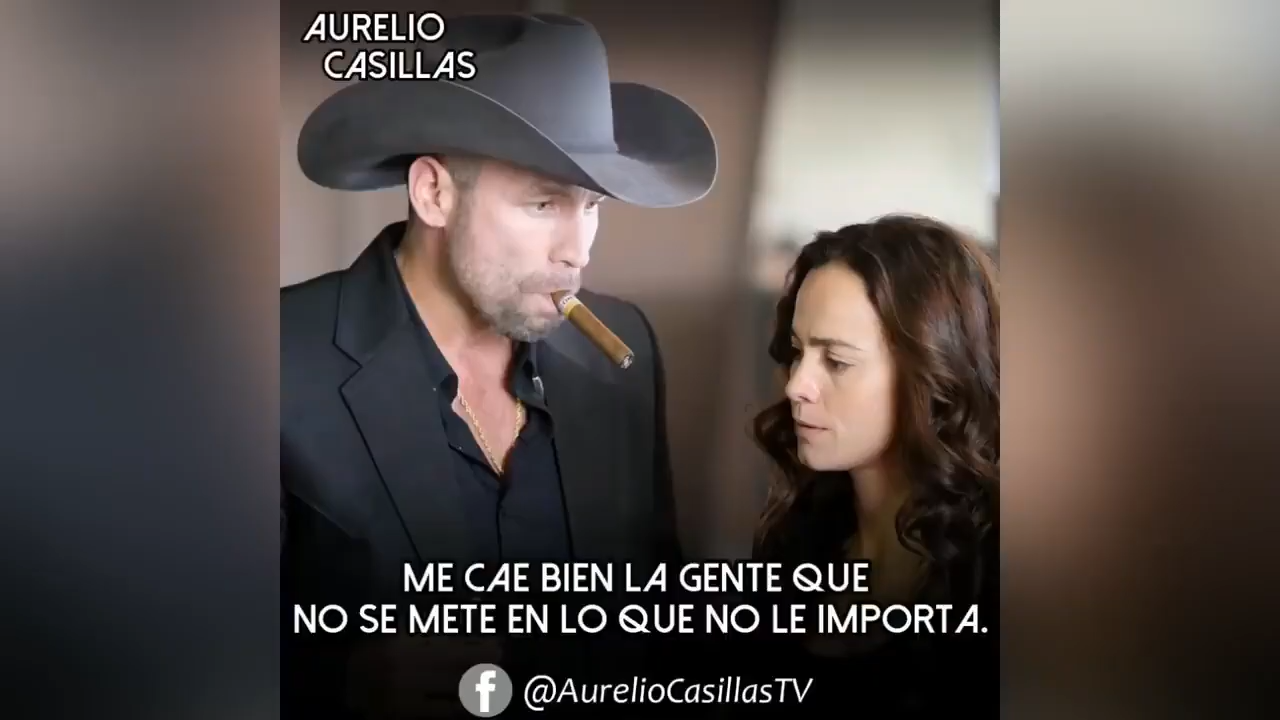 AURELIO
CASILLAS
ME CAE BIEN LA GENTE QUE
NO SE METE EN LO QUE NO LE IMPORTA.
f @AurelioCasillasTV